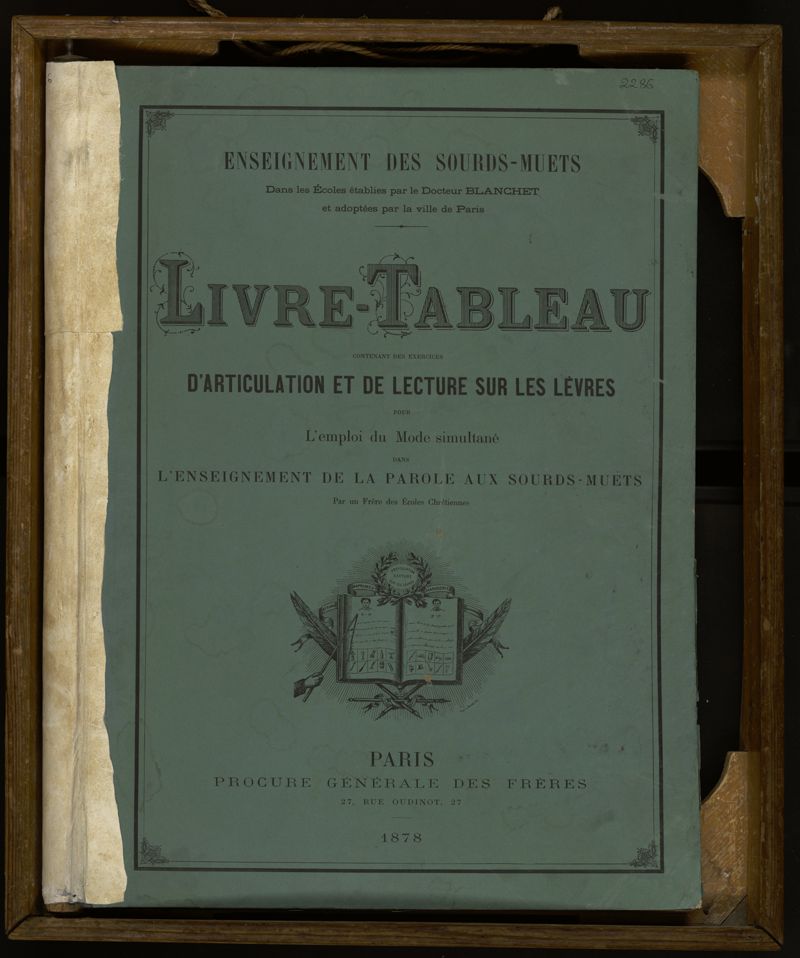 2286
ENSEIGNEMENT DES SOURDS-MUETS
Dans les Écoles établies par le Docteur BLANCHET
et adoptées par la ville de Paris
LIVRE-TABLEAU
CONTENANT DES EXERCICES
D'ARTICULATION ET DE LECTURE SUR LES LÈVRES
POUR
L'emploi du Mode simultané
DANS
L'ENSEIGNEMENT DE LA PAROLE AUX SOURDS-MUETS
Par un Frère des Écoles Chrétiennes
PARIS
PROCURE GÉNÉRALE DES FRÈRES
27, RUE OUDINOT, 27
1878